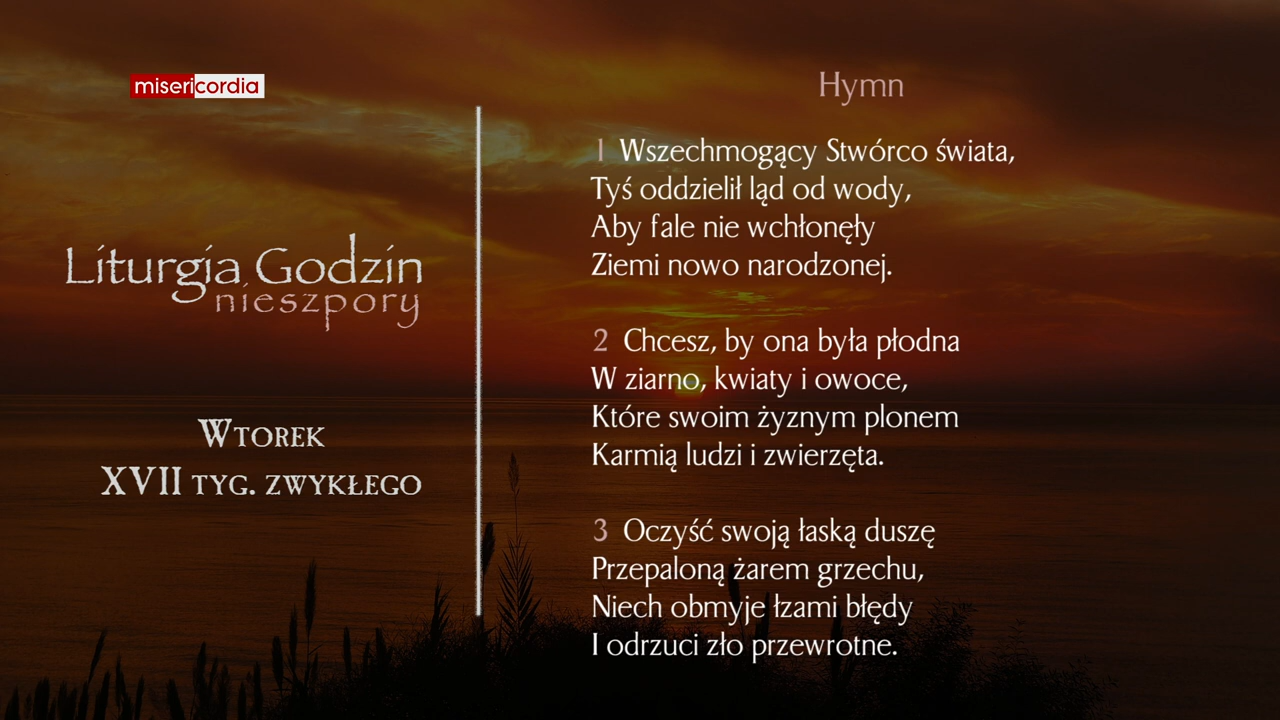 misericordia
Liturgia Godzin
nieszpory
Wtorek
XVII tyg. zwykłego
Hymn
1 Wszechmogący Stwórco świata,
Tyś oddzielił ląd od wody,
Aby fale nie wchłonęły
Ziemi nowo narodzonej.
2 Chcesz, by ona była płodna
W ziarno, kwiaty i owoce,
Które swoim żyznym plonem
Karmią ludzi i zwierzęta.
3 Oczyść swoją łaską duszę
Przepaloną żarem grzechu,
Niech obmyje łzami błędy
I odrzuci zło przewrotne.